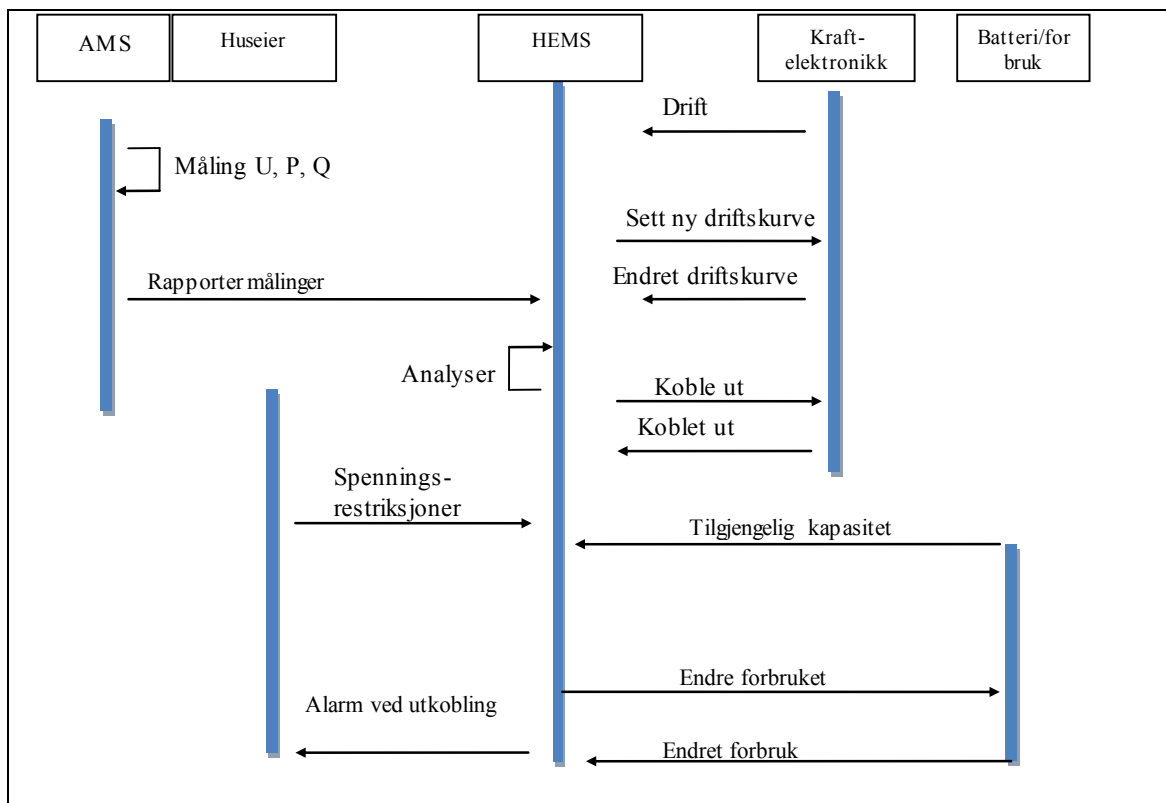 AMS
Huseier
HEMS
Kraft-
elektronikk
Batteri/for
bruk
Drift
Måling U, P, Q
Sett ny driftskurve
Endret driftskurve
Rapporter målinger
Analyser
Koble ut
Koblet ut
Spennings-
restriksjoner
Tilgjengelig kapasitet
Endre forbruket
Alarm ved utkobling
Endret forbruk